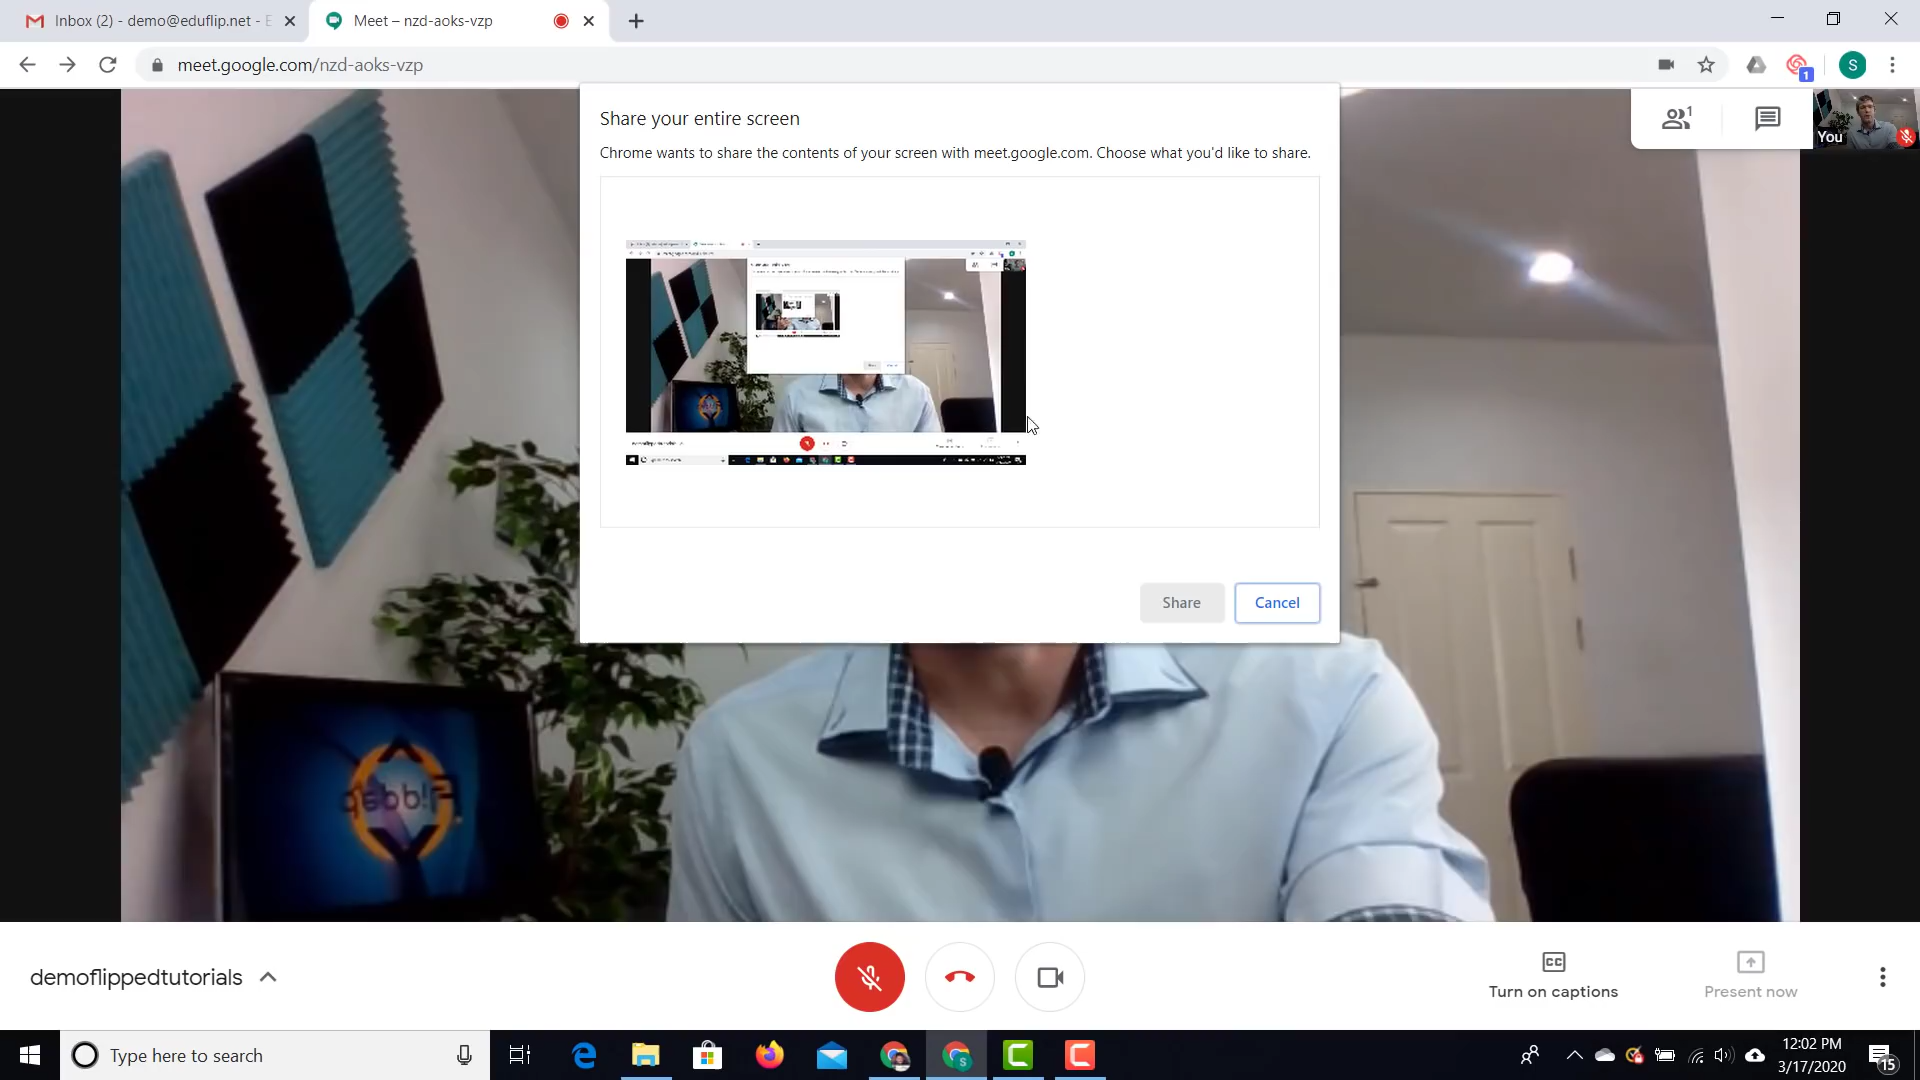 Inbox (2) - demo@eduflip.net - E
Meet – nzd-aoks-vzp
meet.google.com/nzd-aoks-vzp
1
S
Share your entire screen
Chrome wants to share the contents of your screen with meet.google.com. Choose what you'd like to share.
1
You
Share
Cancel
demoflippedtutorials
CC
Turn on captions
Present now
Type here to search
S
12:02 PM
3/17/2020
15